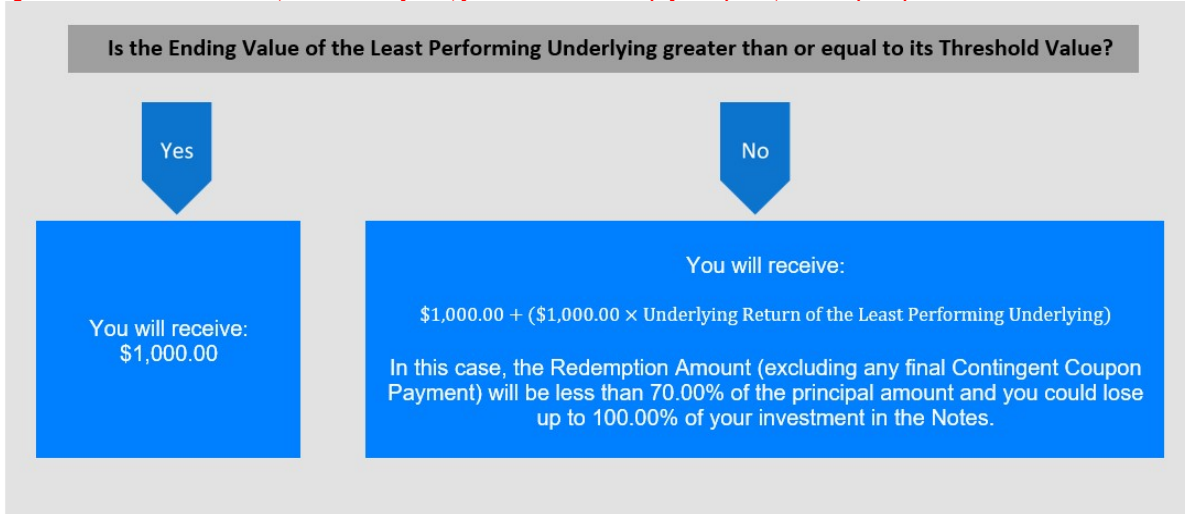 Is the Ending Value of the Least Performing Underlying greater than or equal to its Threshold Value?
Yes
No
You will receive:
$1,000.00
You will receive:
$1,000.00 + ($1,000.00 × Underlying Return of the Least Performing Underlying)
In this case, the Redemption Amount (excluding any final Contingent Coupon
Payment) will be less than 70.00% of the principal amount and you could lose
up to 100.00% of your investment in the Notes.